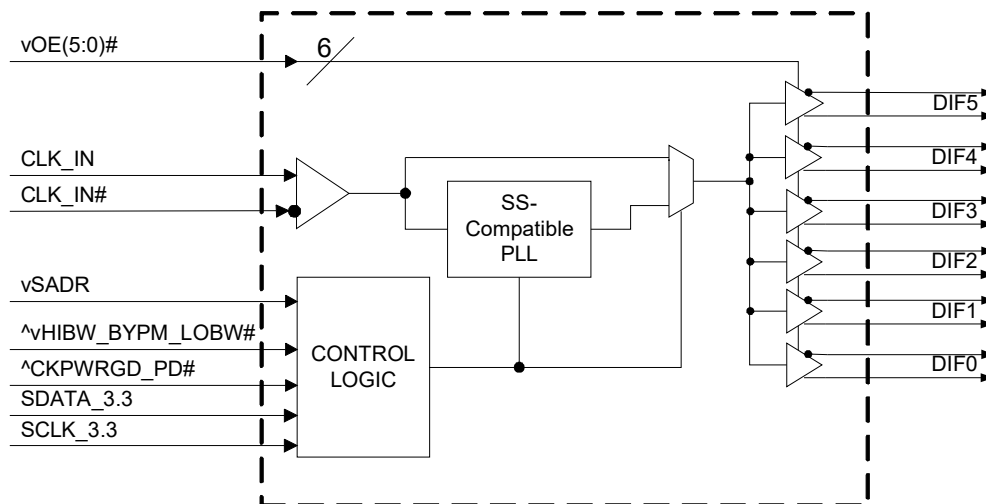 vOE(5:0)#
6
DIF5
CLK_IN
CLK_IN#
DIF4
SS-
Compatible
PLL
DIF3
DIF2
vSADR
^vHIBW_BYPM_LOBW#
DIF1
^CKPWRGD_PD#
CONTROL
LOGIC
DIF0
SDATA_3.3
SCLK_3.3